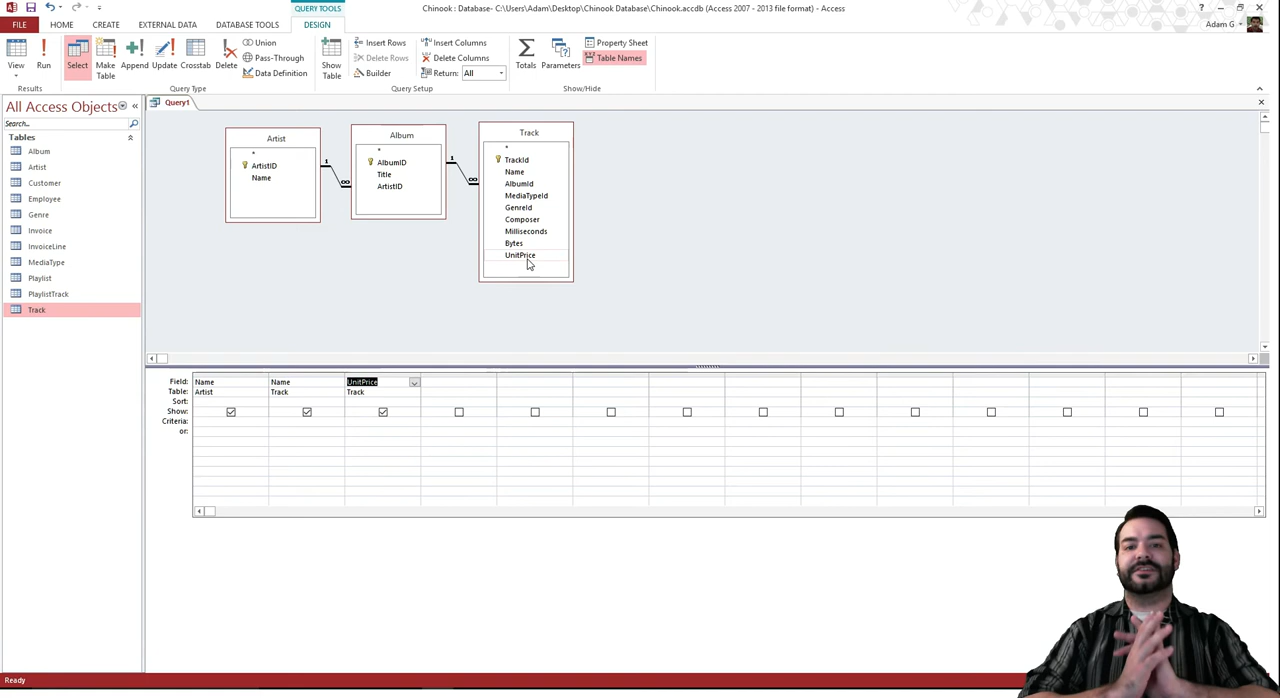 QUERY TOOLS
Chinook : Database- C:\Users\Adam\Desktop\Chinook Database\Chinook.accdb (Access 2007 - 2013 file format) - Access
FILE HOME CREATE EXTERNAL DATA DATABASE TOOLS DESIGN
Adam G
View
Run
Select
Make Table
Append
Update
Crosstab
Delete
Union
Pass-Through
Data Definition
Show Table
Insert Rows
Delete Rows
Builder
Insert Columns
Delete Columns
Return: All
Totals
Parameters
Property Sheet
Table Names
Results
Query Type
Query Setup
Show/Hide
All Access Objects
Search...
Tables
Album
Artist
Customer
Employee
Genre
Invoice
InvoiceLine
MediaType
Playlist
PlaylistTrack
Track
Query1
Artist
*
ArtistID
Name
1
∞
Album
*
AlbumID
Title
ArtistID
1
∞
Track
*
TrackId
Name
AlbumId
MediaTypeId
GenreId
Composer
Milliseconds
Bytes
UnitPrice
Field: Name Name UnitPrice
Table: Artist Track Track
Sort:
Show:
Criteria:
or:
Ready